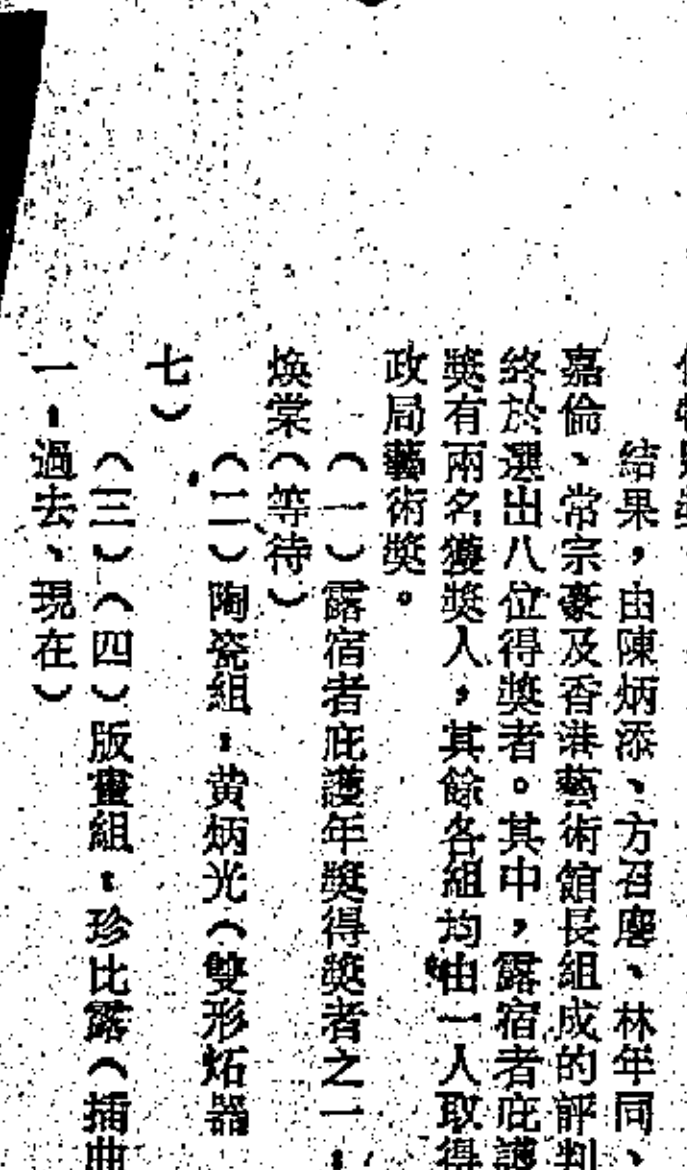 結果，由陳炳添、方召麐、林年同、
嘉倫、常宗豪及香港藝術館長組成的評判
終於選出八位得獎者。其中，露宿者庇護
獎有兩名獲獎人，其餘各組均由一人取得
政局藝術獎。
（一）露宿者庇護年獎得獎者之一：
煥棠（等待）
（二）陶瓷組：黃炳光（雙形炻器
七）
（三）（四）版畫組：珍比露（插曲
一：過去、現在）